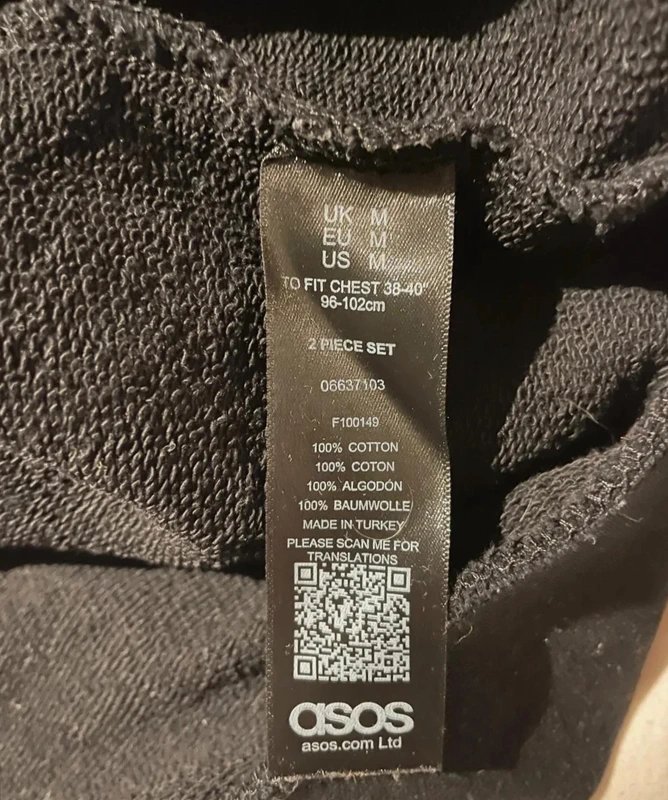 UK M
EU M
US M
TO FIT CHEST 38-40"
96-102cm
2 PIECE SET
06637103
F100149
100% COTTON
100% COTON
100% ALGODÓN
100% BAUMWOLLE
MADE IN TURKEY
PLEASE SCAN ME FOR
TRANSLATIONS
asos
asos.com Ltd